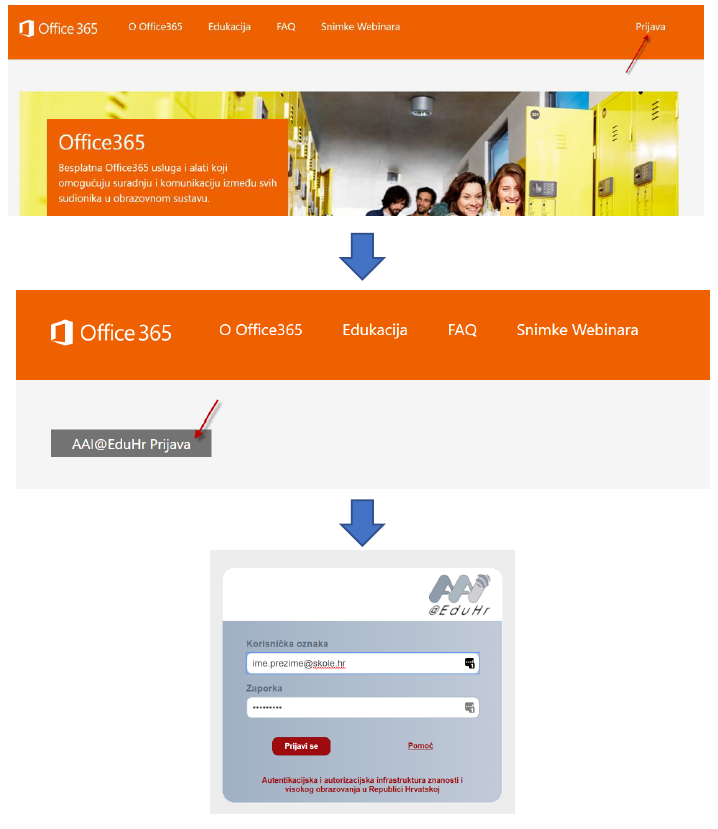 Office 365
O Office365
Edukacija
FAQ
Snimke Webinara
Prijava
Office365
Besplatna Office365 usluga i alati koji
omogućuju suradnju i komunikaciju između svih
sudionika u obrazovnom sustavu.
Office 365
O Office365
Edukacija
FAQ
Snimke Webinara
AAI@EduHr Prijava
AAI
@EduHr
Korisnička oznaka
ime.prezime@skole.hr
Zaporka
•••••••••
Prijavi se
Pomoć
Autentikacijska i autorizacijska infrastruktura znanosti i
visokog obrazovanja u Republici Hrvatskoj